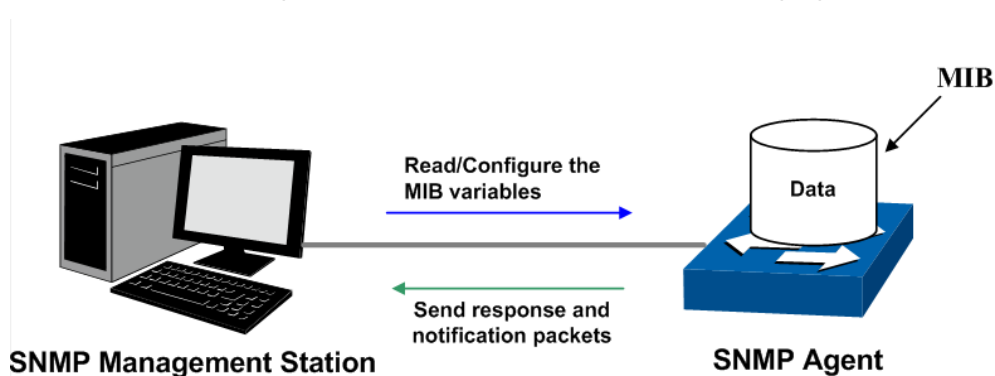 MIB
Read/Configure the
MIB variables
Data
Send response and
notification packets
SNMP Management Station
SNMP Agent